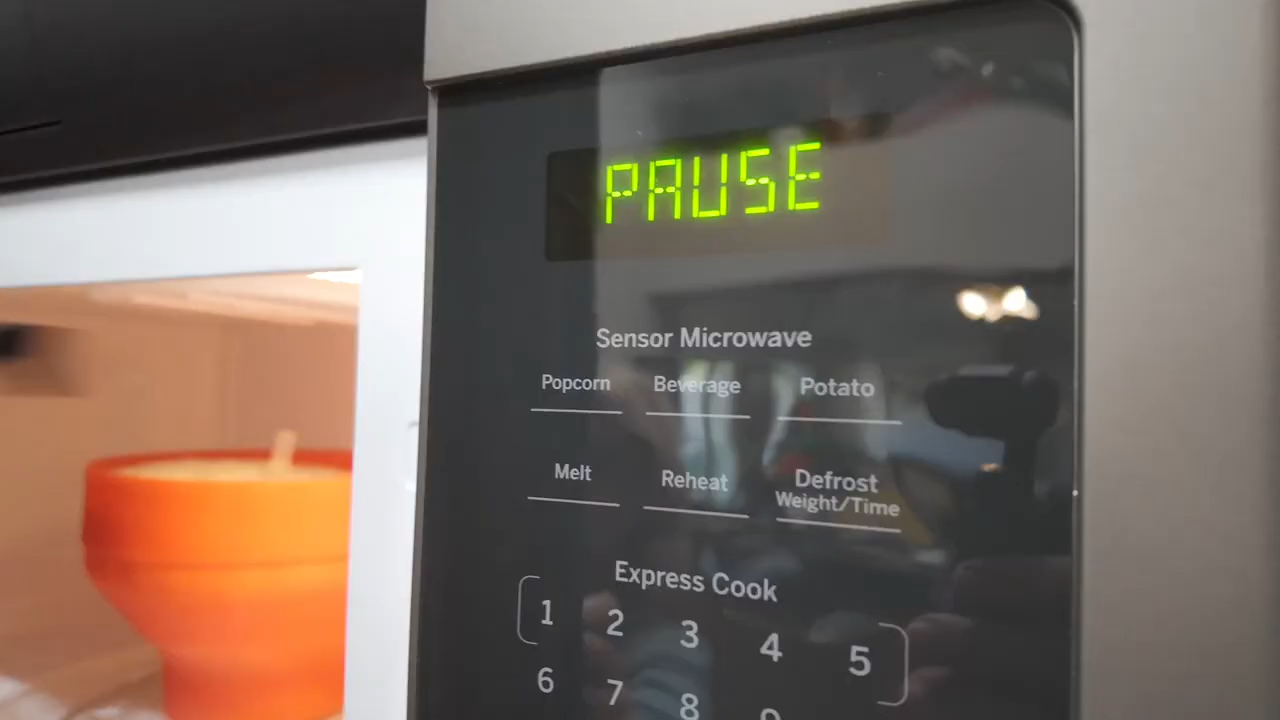 PAUSE
Sensor Microwave
Popcorn Beverage Potato
Melt Reheat Defrost
Weight/Time
Express Cook
1 2 3 4 5
6 7 8 9